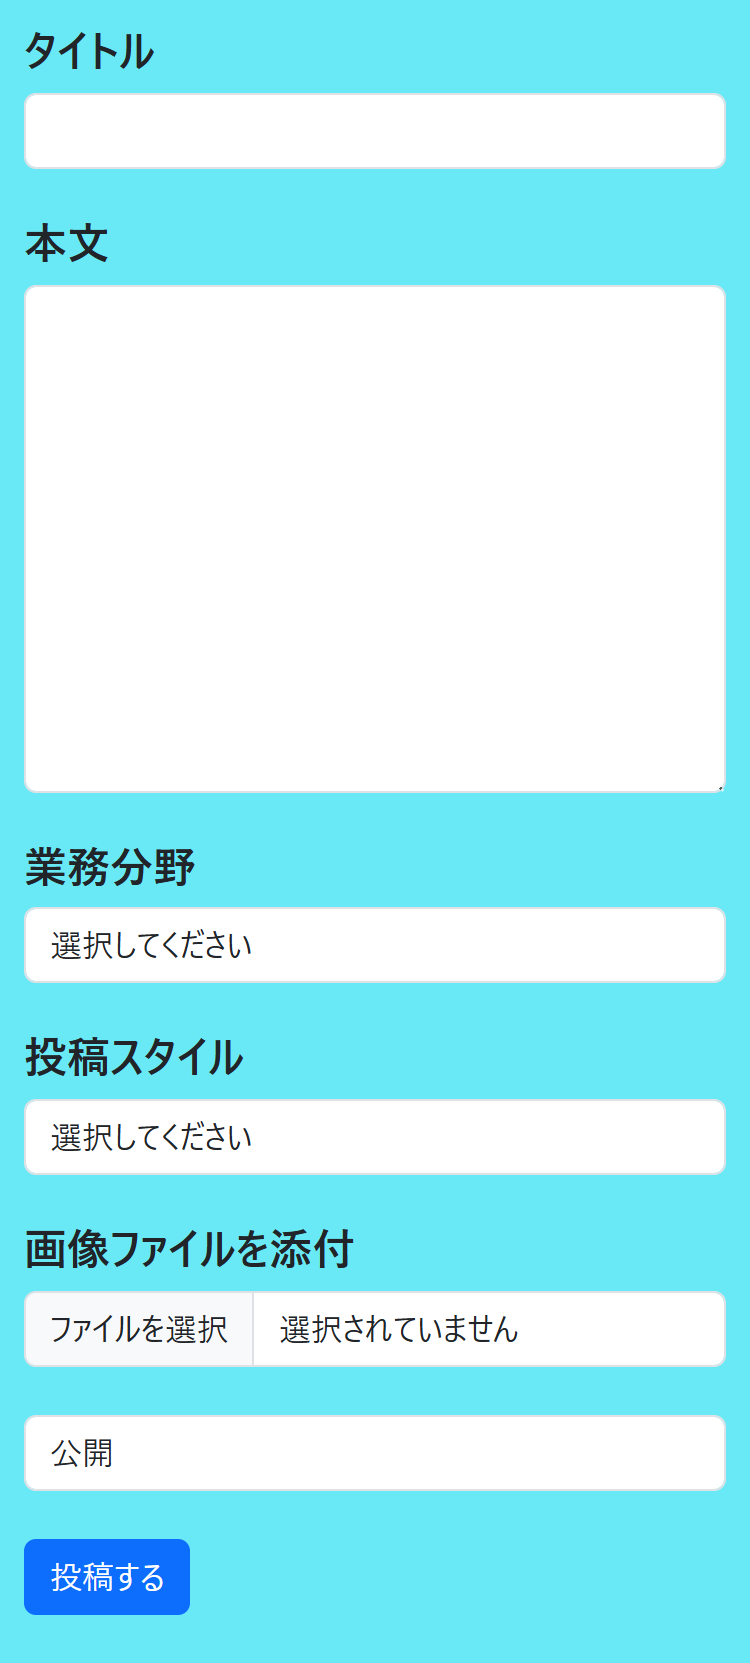 タイトル
本文
業務分野
選択してください
投稿スタイル
選択してください
画像ファイルを添付
ファイルを選択 選択されていません
公開
投稿する